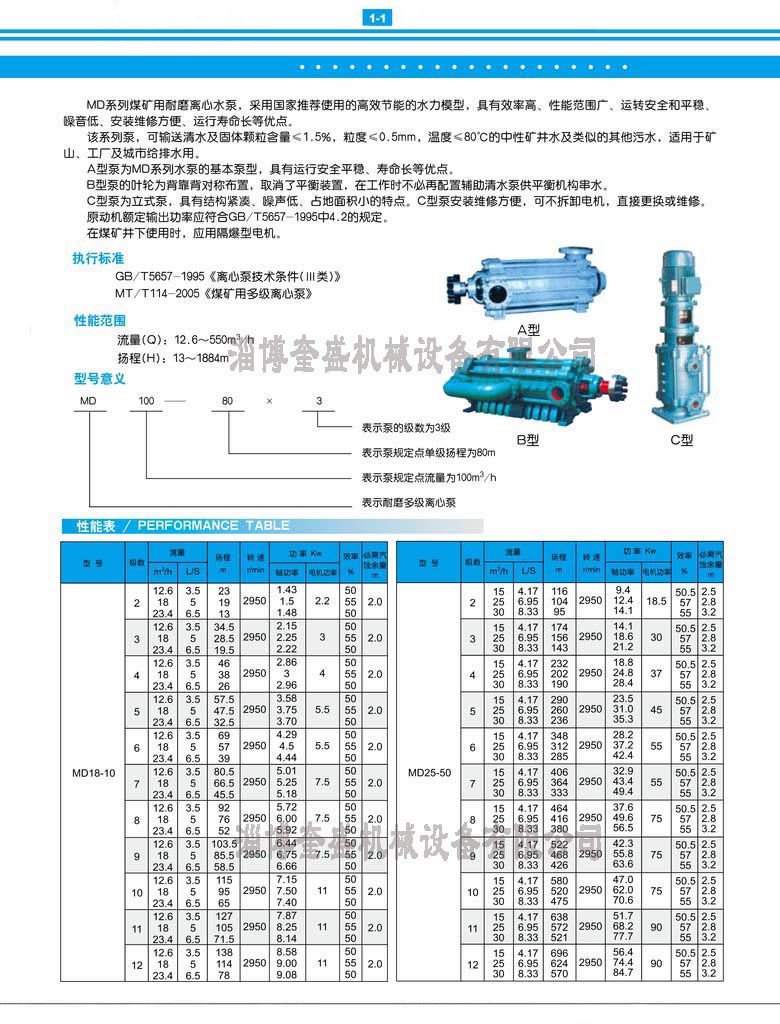 1-1
MD系列煤矿用耐磨离心水泵，采用国家推荐使用的高效节能的水力模型，具有效率高、性能范围广、运转安全和平稳、
噪音低、安装维修方便、运行寿命长等优点。
该系列泵，可输送清水及固体颗粒含量≤1.5%，粒度≤0.5mm，温度≤80℃的中性矿井水及类似的其他污水，适用于矿
山、工厂及城市给排水用。
A型泵为MD系列水泵的基本泵型，具有运行安全平稳、寿命长等优点。
B型泵的叶轮为背靠背对称布置，取消了平衡装置，在工作时不必再配置辅助清水泵供平衡机构串水。
C型泵为立式泵，具有结构紧凑、噪声低、占地面积小的特点。C型泵安装维修方便，可不拆卸电机，直接更换或维修。
原动机额定输出功率应符合GB/T5657-1995中4.2的规定。
在煤矿井下使用时，应用隔爆型电机。
执行标准
GB/T5657-1995《离心泵技术条件(Ⅲ类)》
MT/T114-2005《煤矿用多级离心泵》
性能范围
流量(Q)：12.6～550m³/h
扬程(H)：13～1884m
淄博奎盛机械设备有限公司
A型
B型
C型
型号意义
MD 100 — 80 × 3
表示泵的级数为3级
表示泵规定点单级扬程为80m
表示泵规定点流量为100m³/h
表示耐磨多级离心泵
性能表 / PERFORMANCE TABLE
型 号 级数 流量 扬程 转 速 功 率 Kw 效率 必需汽蚀余量
m³/h L/S m r/min 轴功率 电机功率 % m
MD18-10
2 12.6 3.5 23 2950 1.43 2.2 50 2.0
18 5 19 1.5 55
23.4 6.5 13 1.48 50
3 12.6 3.5 34.5 2950 2.15 3 50 2.0
18 5 28.5 2.25 55
23.4 6.5 19.5 2.22 50
4 12.6 3.5 46 2950 2.86 4 50 2.0
18 5 38 3 55
23.4 6.5 26 2.96 50
5 12.6 3.5 57.5 2950 3.58 5.5 50 2.0
18 5 47.5 3.75 55
23.4 6.5 32.5 3.70 50
6 12.6 3.5 69 2950 4.29 5.5 50 2.0
18 5 57 4.5 55
23.4 6.5 39 4.44 50
7 12.6 3.5 80.5 2950 5.01 7.5 50 2.0
18 5 66.5 5.25 55
23.4 6.5 45.5 5.18 50
8 12.6 3.5 92 2950 5.72 7.5 50 2.0
18 5 76 6.00 55
23.4 6.5 52 5.92 50
淄博奎盛机械设备有限公司
9 12.6 3.5 103.5 2950 6.44 7.5 50 2.0
18 5 85.5 6.75 55
23.4 6.5 58.5 6.66 50
10 12.6 3.5 115 2950 7.15 11 50 2.0
18 5 95 7.50 55
23.4 6.5 65 7.40 50
11 12.6 3.5 127 2950 7.87 11 50 2.0
18 5 105 8.25 55
23.4 6.5 71.5 8.14 50
12 12.6 3.5 138 2950 8.58 11 50 2.0
18 5 114 9.00 55
23.4 6.5 78 9.08 50
型 号 级数 流量 扬程 转 速 功 率 Kw 效率 必需汽蚀余量
m³/h L/S m r/min 轴功率 电机功率 % m
MD25-50
2 15 4.17 116 2950 9.4 18.5 50.5 2.5
25 6.95 104 12.4 57 2.8
30 8.33 95 14.1 55 3.2
3 15 4.17 174 2950 14.1 30 50.5 2.5
25 6.95 156 18.6 57 2.8
30 8.33 143 21.2 55 3.2
4 15 4.17 232 2950 18.8 37 50.5 2.5
25 6.95 202 24.8 57 2.8
30 8.33 190 28.4 55 3.2
5 15 4.17 290 2950 23.5 45 50.5 2.5
25 6.95 260 31.0 57 2.8
30 8.33 236 35.3 55 3.2
6 15 4.17 348 2950 28.2 55 50.5 2.5
25 6.95 312 37.2 57 2.8
30 8.33 285 42.4 55 3.2
7 15 4.17 406 2950 32.9 55 50.5 2.5
25 6.95 364 43.4 57 2.8
30 8.33 333 49.4 55 3.2
8 15 4.17 464 2950 37.6 75 50.5 2.5
25 6.95 416 49.6 57 2.8
30 8.33 380 56.5 55 3.2
9 15 4.17 522 2950 42.3 75 50.5 2.5
25 6.95 468 55.8 57 2.8
30 8.33 426 63.6 55 3.2
10 15 4.17 580 2950 47.0 75 50.5 2.5
25 6.95 520 62.0 57 2.8
30 8.33 475 70.6 55 3.2
11 15 4.17 638 2950 51.7 90 50.5 2.5
25 6.95 572 68.2 57 2.8
30 8.33 521 77.7 55 3.2
12 15 4.17 696 2950 56.4 90 50.5 2.5
25 6.95 624 74.4 57 2.8
30 8.33 570 84.7 55 3.2